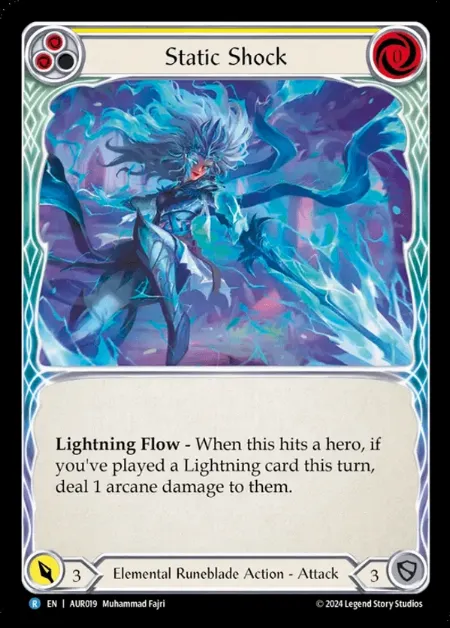 Static Shock
0
Lightning Flow - When this hits a hero, if
you've played a Lightning card this turn,
deal 1 arcane damage to them.
3
Elemental Runeblade Action - Attack
3
R EN | AUR019 Muhammad Fajri
© 2024 Legend Story Studios